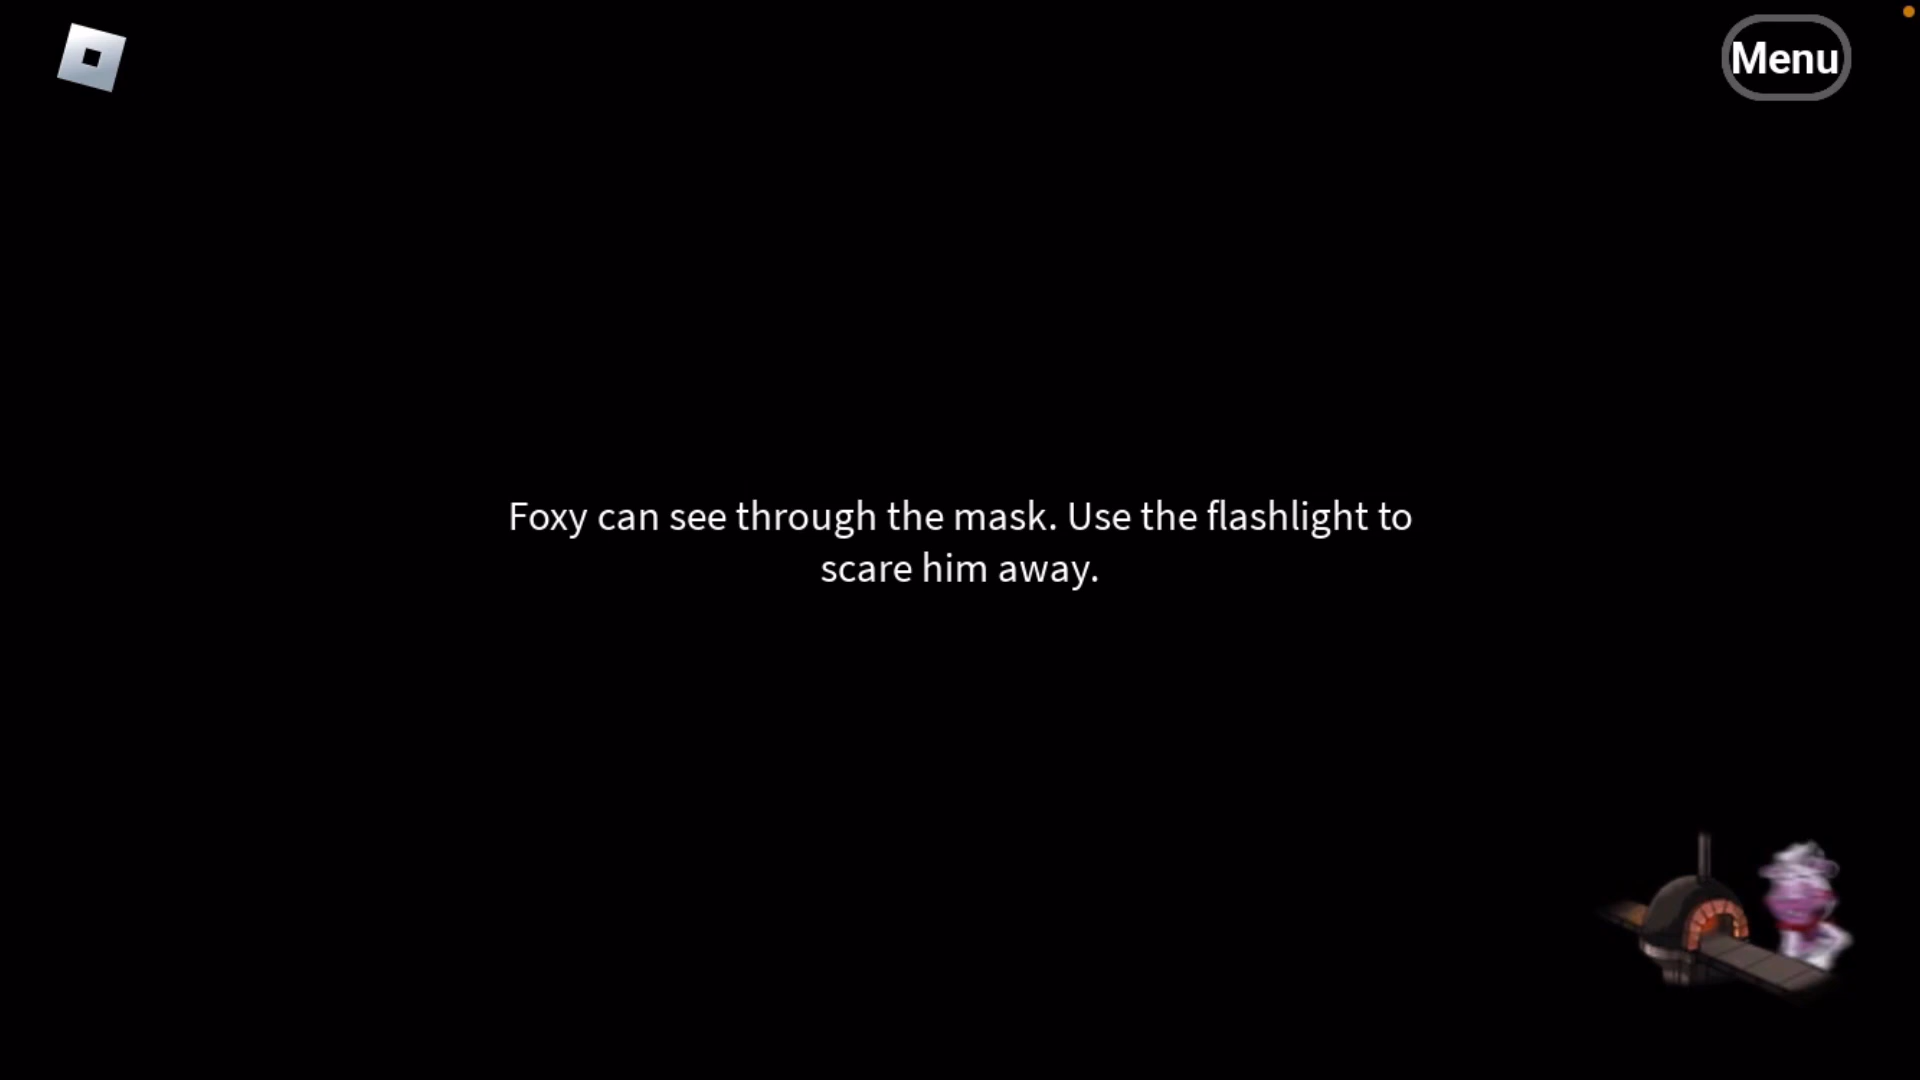 Menu
Foxy can see through the mask. Use the flashlight to
scare him away.